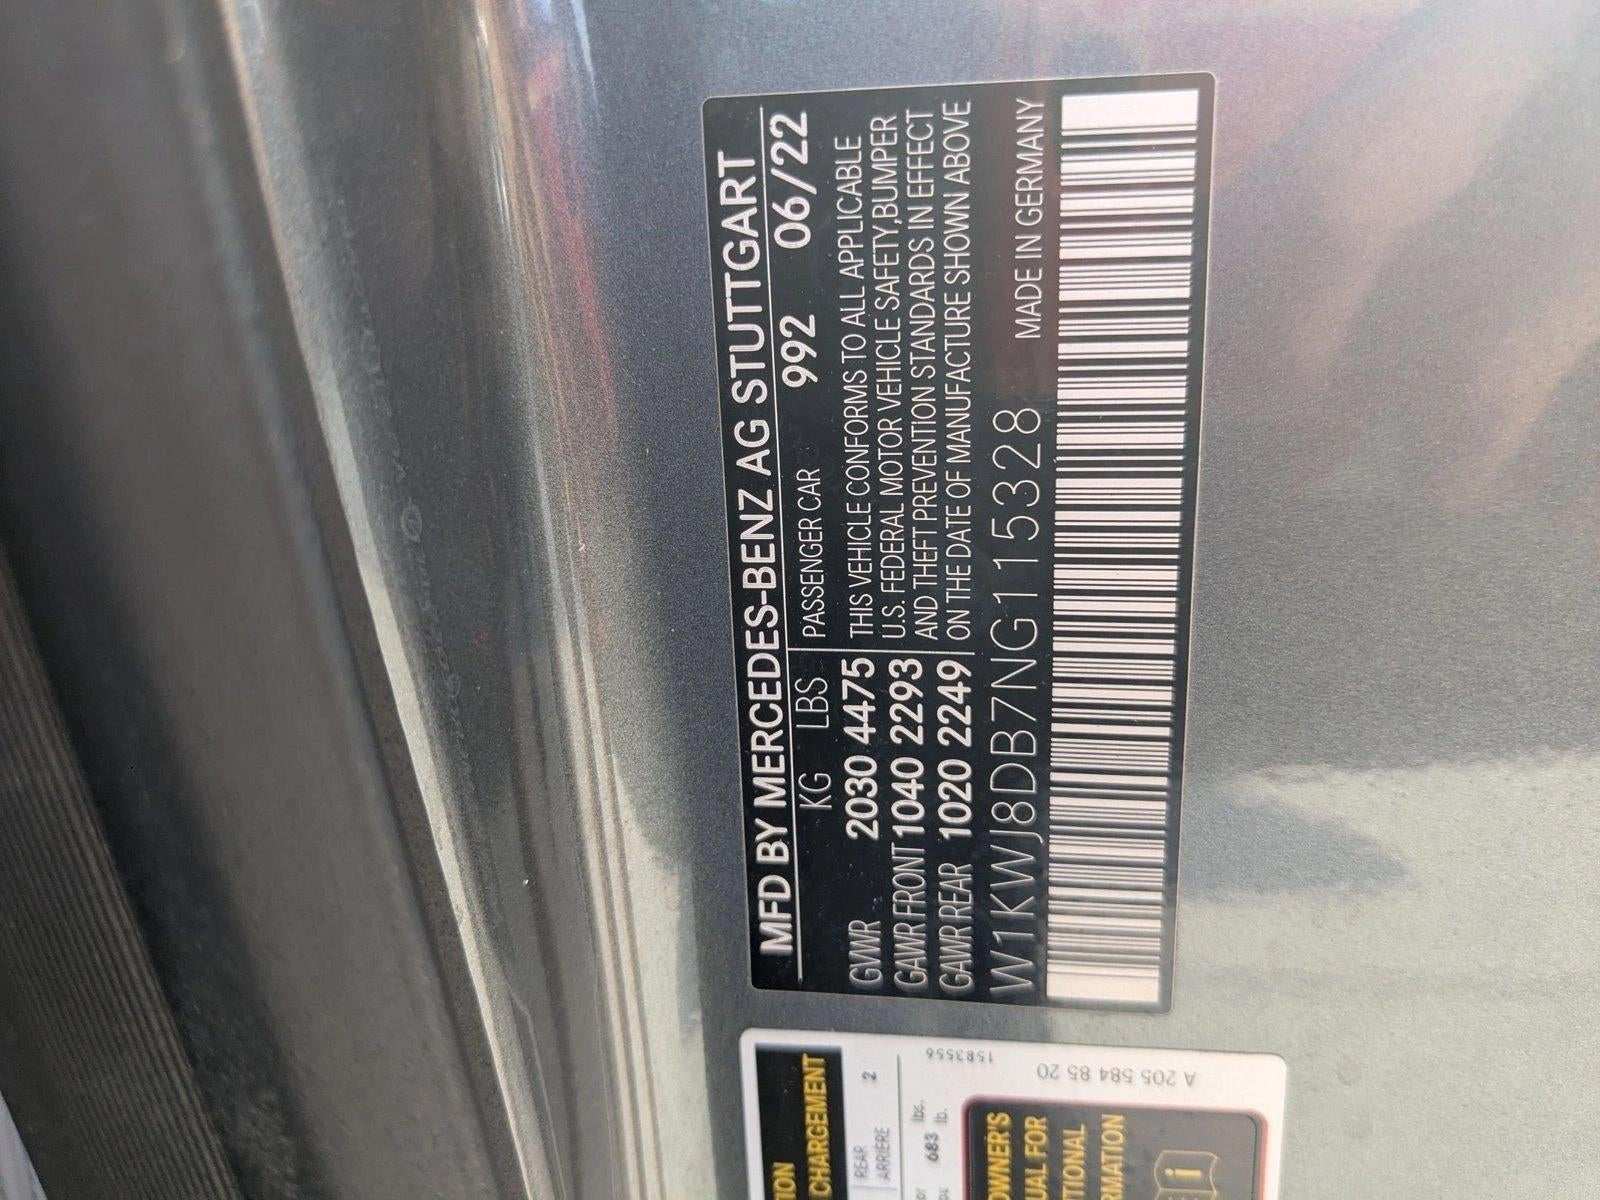 MFD BY MERCEDES-BENZ AG STUTTGART
KG LBS PASSENGER CAR 992 06/22
GVWR 2030 4475 THIS VEHICLE CONFORMS TO ALL APPLICABLE
GAWR FRONT 1040 2293 U.S. FEDERAL MOTOR VEHICLE SAFETY,BUMPER
GAWR REAR 1020 2249 AND THEFT PREVENTION STANDARDS IN EFFECT
ON THE DATE OF MANUFACTURE SHOWN ABOVE
W1KWJ8DB7NG115328 MADE IN GERMANY
CHARGEMENT
REAR 2
ARRIERE
or 683 lbs.
lb.
OWNER'S
FOR
1583556
A 205 584 85 20